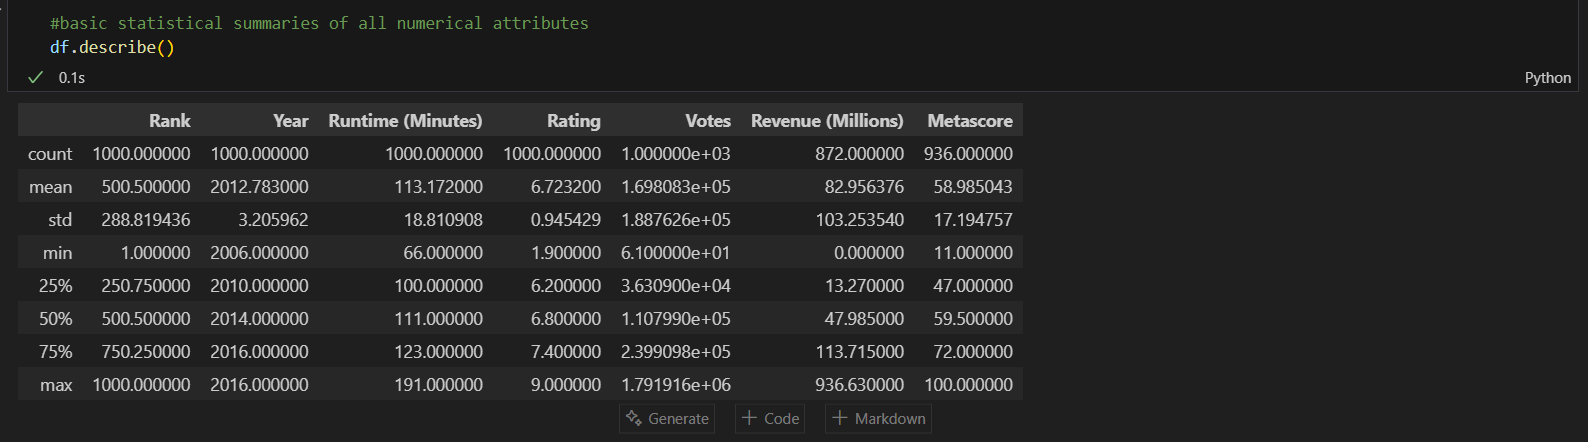 #basic statistical summaries of all numerical attributes
df.describe()
0.1s Python
Rank Year Runtime (Minutes) Rating Votes Revenue (Millions) Metascore
count 1000.000000 1000.000000 1000.000000 1000.000000 1.000000e+03 872.000000 936.000000
mean 500.500000 2012.783000 113.172000 6.723200 1.698083e+05 82.956376 58.985043
std 288.819436 3.205962 18.810908 0.945429 1.887626e+05 103.253540 17.194757
min 1.000000 2006.000000 66.000000 1.900000 6.100000e+01 0.000000 11.000000
25% 250.750000 2010.000000 100.000000 6.200000 3.630900e+04 13.270000 47.000000
50% 500.500000 2014.000000 111.000000 6.800000 1.107990e+05 47.985000 59.500000
75% 750.250000 2016.000000 123.000000 7.400000 2.399098e+05 113.715000 72.000000
max 1000.000000 2016.000000 191.000000 9.000000 1.791916e+06 936.630000 100.000000
Generate + Code + Markdown